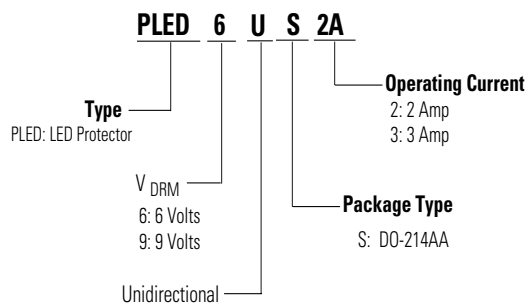 PLED 6 U S 2A
Operating Current
2: 2 Amp
3: 3 Amp
Type
PLED: LED Protector
V DRM
6: 6 Volts
9: 9 Volts
Package Type
S: DO-214AA
Unidirectional